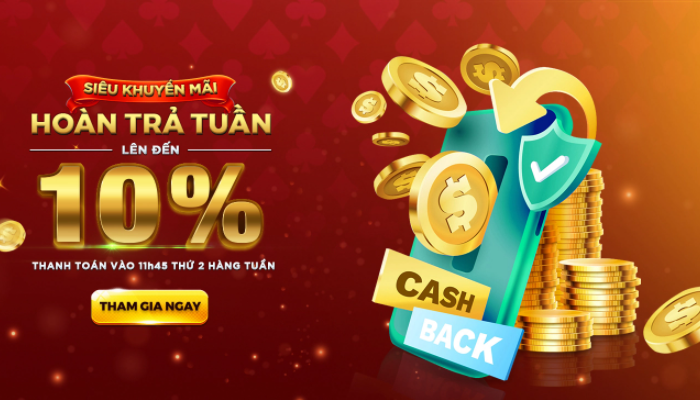 SIÊU KHUYẾN MÃI
HOÀN TRẢ TUẦN
LÊN ĐẾN
10%
THANH TOÁN VÀO 11h45 THỨ 2 HÀNG TUẦN
THAM GIA NGAY
CASH
BACK